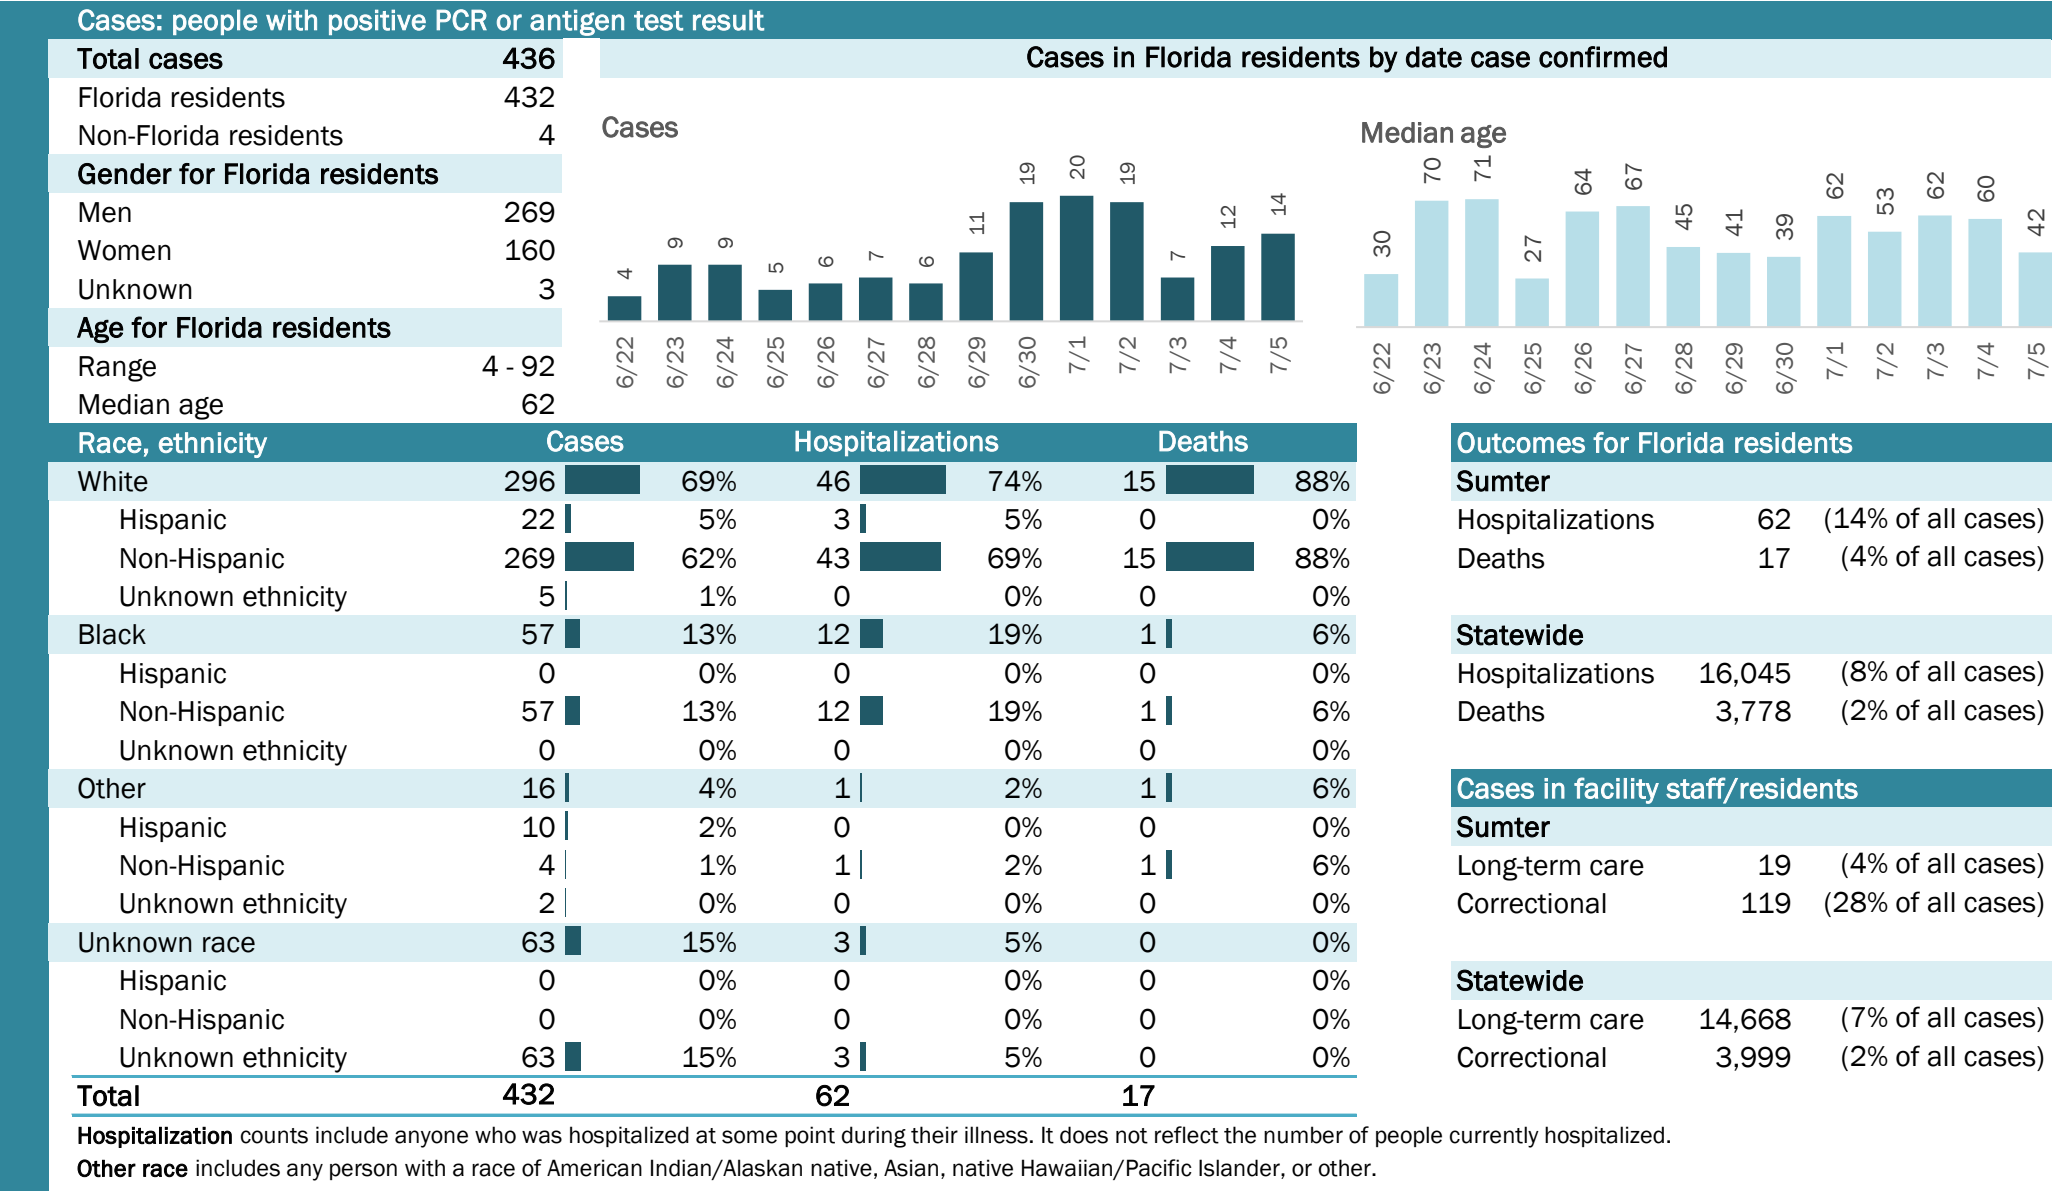 Cases: people with positive PCR or antigen test result
Total cases 436
Florida residents 432
Non-Florida residents 4
Gender for Florida residents
Men 269
Women 160
Unknown 3
Age for Florida residents
Range 4 - 92
Median age 62
Cases in Florida residents by date case confirmed
Cases
4 9 9 5 6 7 6 11 19 20 19 7 12 14
6/22 6/23 6/24 6/25 6/26 6/27 6/28 6/29 6/30 7/1 7/2 7/3 7/4 7/5
Median age
30 70 71 27 64 67 45 41 39 62 53 62 60 42
6/22 6/23 6/24 6/25 6/26 6/27 6/28 6/29 6/30 7/1 7/2 7/3 7/4 7/5
Race, ethnicity Cases Hospitalizations Deaths
White 296 69% 46 74% 15 88%
Hispanic 22 5% 3 5% 0 0%
Non-Hispanic 269 62% 43 69% 15 88%
Unknown ethnicity 5 1% 0 0% 0 0%
Black 57 13% 12 19% 1 6%
Hispanic 0 0% 0 0% 0 0%
Non-Hispanic 57 13% 12 19% 1 6%
Unknown ethnicity 0 0% 0 0% 0 0%
Other 16 4% 1 2% 1 6%
Hispanic 10 2% 0 0% 0 0%
Non-Hispanic 4 1% 1 2% 1 6%
Unknown ethnicity 2 0% 0 0% 0 0%
Unknown race 63 15% 3 5% 0 0%
Hispanic 0 0% 0 0% 0 0%
Non-Hispanic 0 0% 0 0% 0 0%
Unknown ethnicity 63 15% 3 5% 0 0%
Total 432 62 17
Outcomes for Florida residents
Sumter
Hospitalizations 62 (14% of all cases)
Deaths 17 (4% of all cases)
Statewide
Hospitalizations 16,045 (8% of all cases)
Deaths 3,778 (2% of all cases)
Cases in facility staff/residents
Sumter
Long-term care 19 (4% of all cases)
Correctional 119 (28% of all cases)
Statewide
Long-term care 14,668 (7% of all cases)
Correctional 3,999 (2% of all cases)
Hospitalization counts include anyone who was hospitalized at some point during their illness. It does not reflect the number of people currently hospitalized.
Other race includes any person with a race of American Indian/Alaskan native, Asian, native Hawaiian/Pacific Islander, or other.